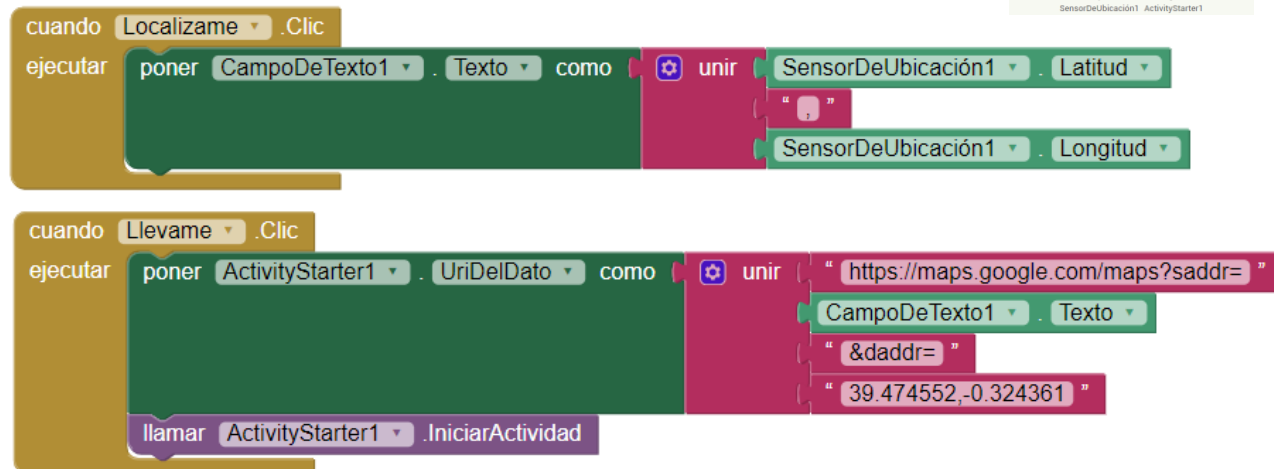 SensorDeUbicación1 ActivityStarter1
cuando Localizame .Clic
ejecutar poner CampoDeTexto1 . Texto como unir SensorDeUbicación1 . Latitud
" , "
SensorDeUbicación1 . Longitud
cuando Llevame .Clic
ejecutar poner ActivityStarter1 . UriDelDato como unir " https://maps.google.com/maps?saddr= "
CampoDeTexto1 . Texto
" &daddr= "
" 39.474552,-0.324361 "
llamar ActivityStarter1 .IniciarActividad